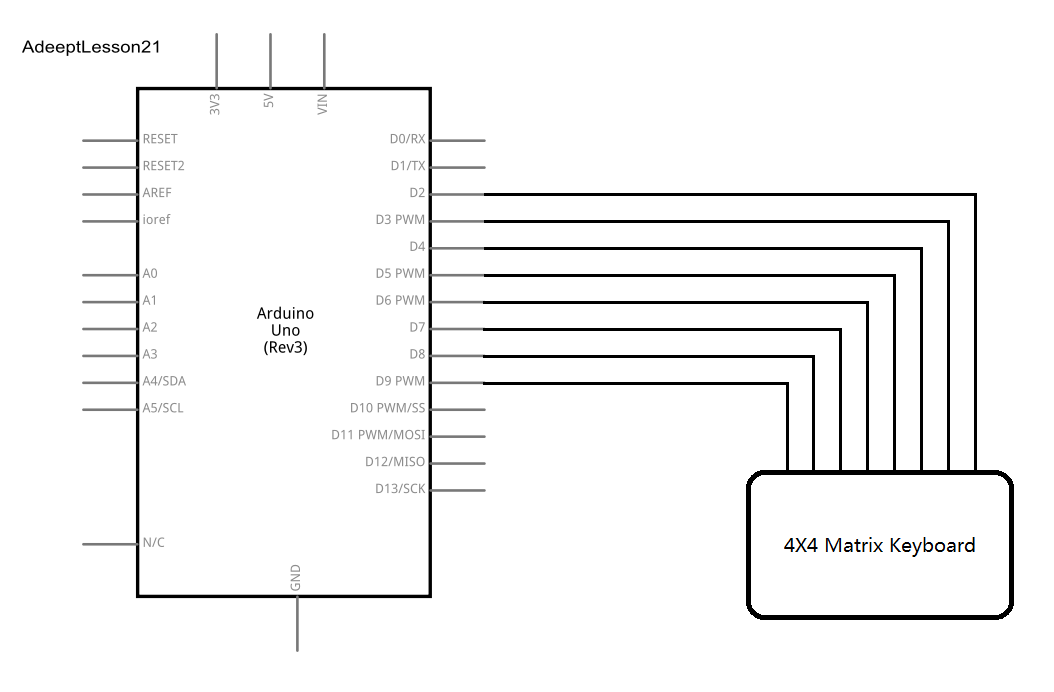 AdeeptLesson21
3V3
5V
VIN
RESET
RESET2
AREF
ioref
A0
A1
A2
A3
A4/SDA
A5/SCL
N/C
Arduino
Uno
(Rev3)
D0/RX
D1/TX
D2
D3 PWM
D4
D5 PWM
D6 PWM
D7
D8
D9 PWM
D10 PWM/SS
D11 PWM/MOSI
D12/MISO
D13/SCK
GND
4X4 Matrix Keyboard